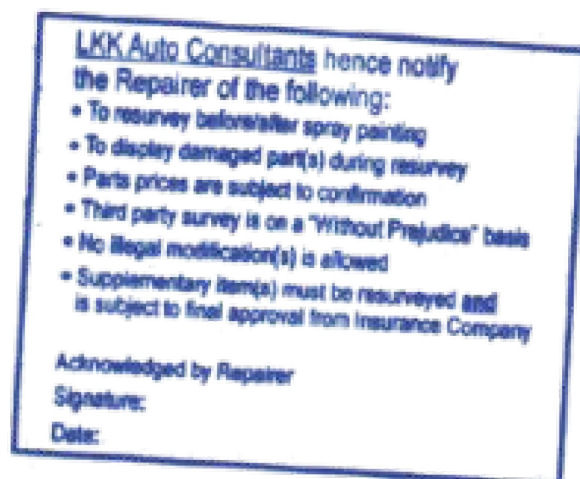 LKK Auto Consultants hence notify
the Repairer of the following:
• To resurvey before/after spray painting
• To display damaged part(s) during resurvey
• Parts prices are subject to confirmation
• Third party survey is on a "Without Prejudice" basis
• No illegal modification(s) is allowed
• Supplementary item(s) must be resurveyed and
is subject to final approval from Insurance Company
Acknowledged by Repairer
Signature:
Date: